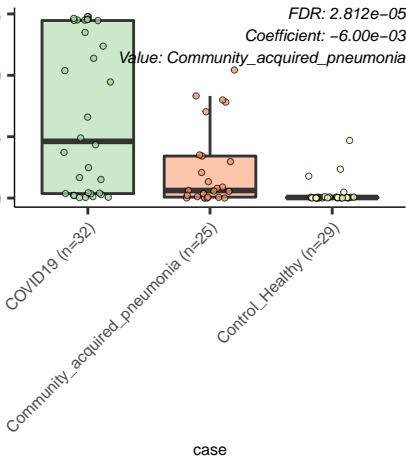 FDR: 2.812e−05
Coefficient: −6.00e−03
Value: Community_acquired_pneumonia
COVID19 (n=32)
Community_acquired_pneumonia (n=25)
Control_Healthy (n=29)
case